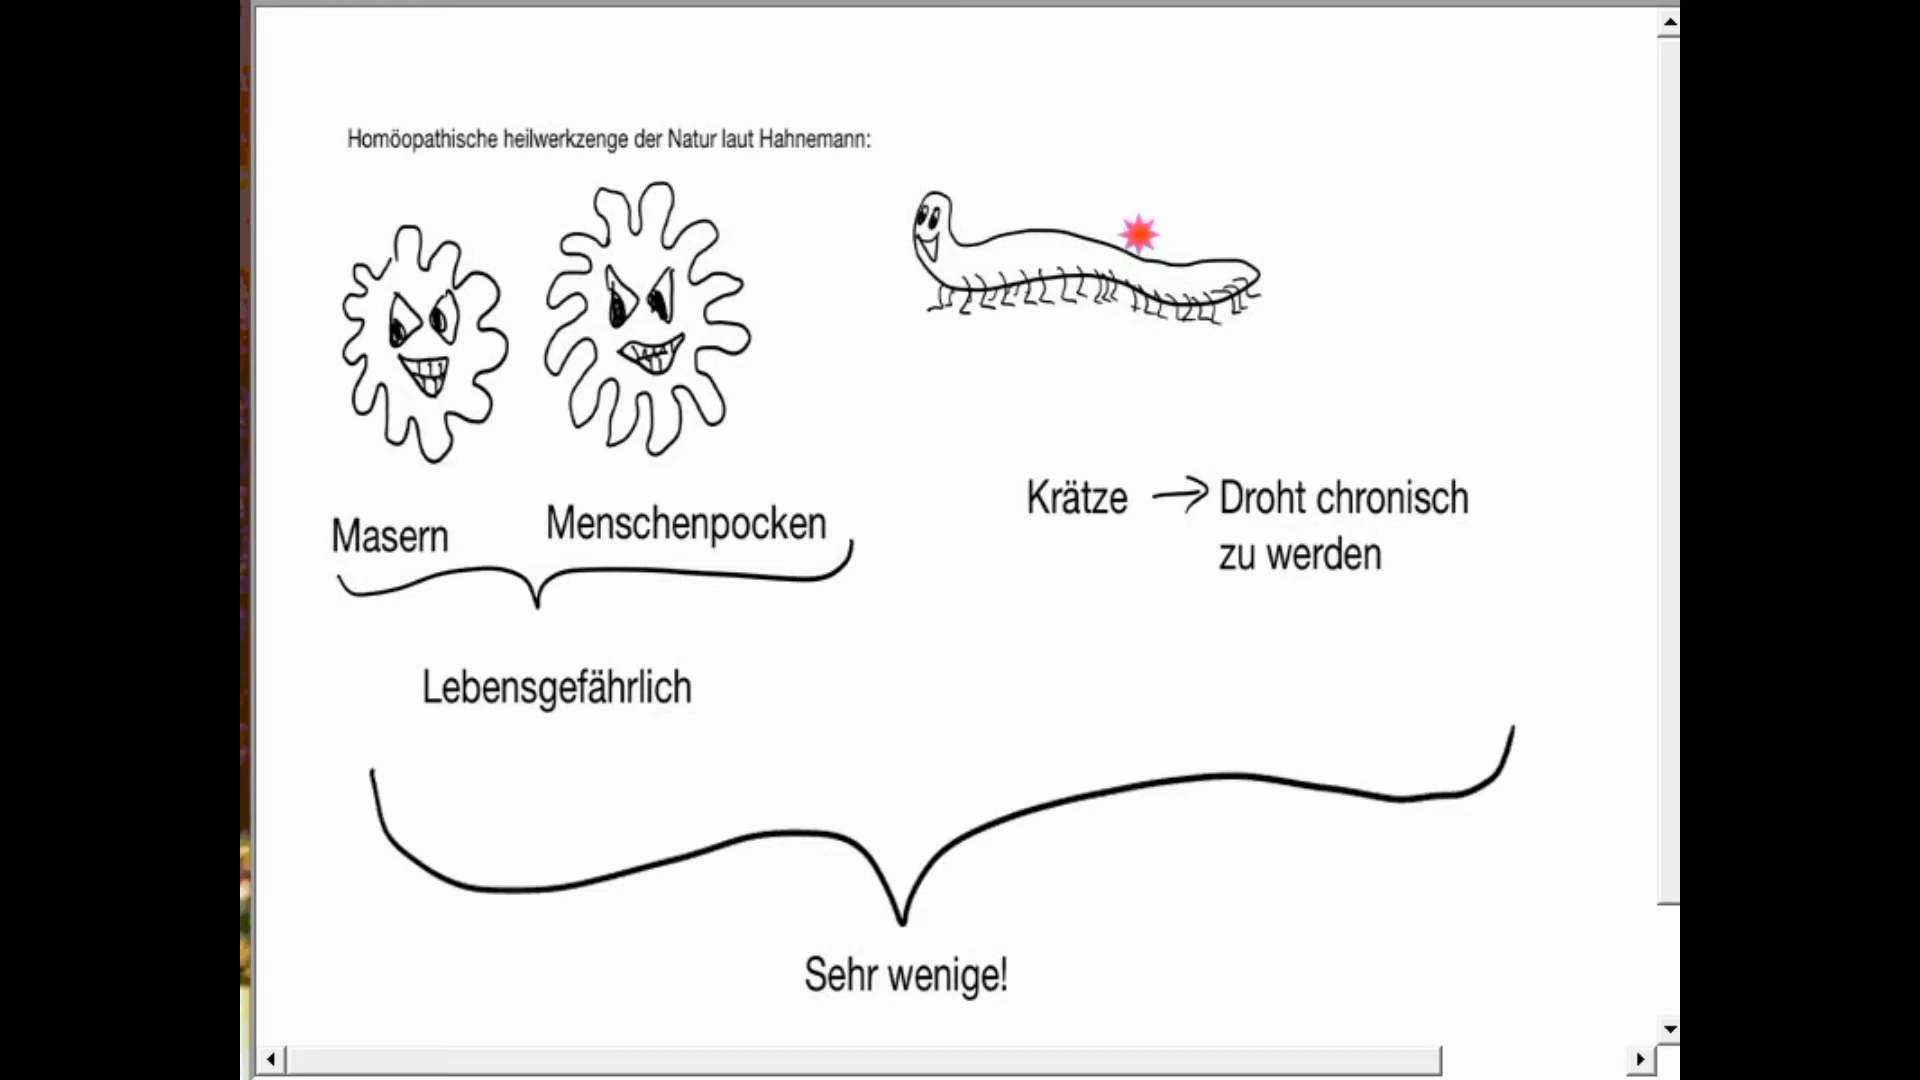 Homöopathische heilwerkzenge der Natur laut Hahnemann:
Masern
Menschenpocken
Krätze
Droht chronisch
zu werden
Lebensgefährlich
Sehr wenige!